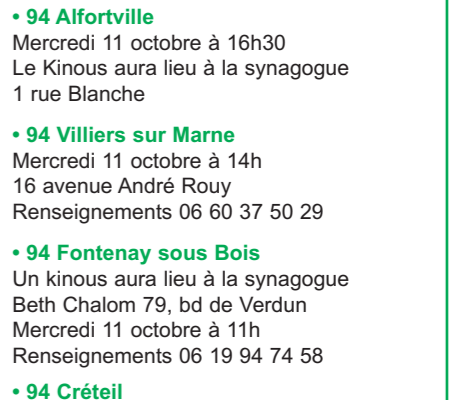 • 94 Alfortville
Mercredi 11 octobre à 16h30
Le Kinous aura lieu à la synagogue
1 rue Blanche
• 94 Villiers sur Marne
Mercredi 11 octobre à 14h
16 avenue André Rouy
Renseignements 06 60 37 50 29
• 94 Fontenay sous Bois
Un kinous aura lieu à la synagogue
Beth Chalom 79, bd de Verdun
Mercredi 11 octobre à 11h
Renseignements 06 19 94 74 58
• 94 Créteil